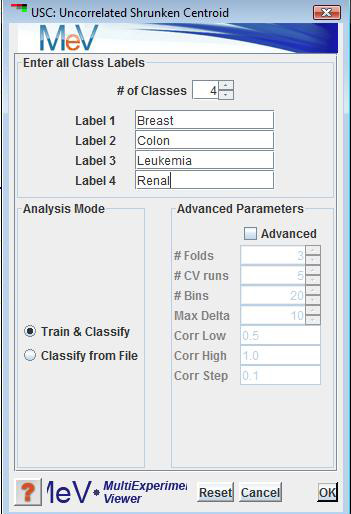 USC: Uncorrelated Shrunken Centroid
MeV
Enter all Class Labels
# of Classes 4
Label 1 Breast
Label 2 Colon
Label 3 Leukemia
Label 4 Renal
Analysis Mode
Train & Classify
Classify from File
Advanced Parameters
Advanced
# Folds 3
# CV runs 5
# Bins 20
Max Delta 10
Corr Low 0.5
Corr High 1.0
Corr Step 0.1
? MeV MultiExperime
Viewer
Reset Cancel OK